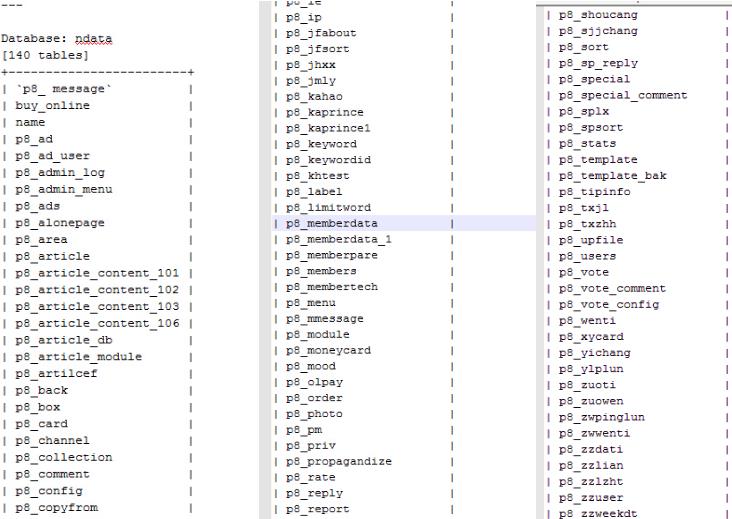 ---
Database: ndata
[140 tables]
+------------------------+
| `p8_ message` |
| buy_online |
| name |
| p8_ad |
| p8_ad_user |
| p8_admin_log |
| p8_admin_menu |
| p8_ads |
| p8_alonepage |
| p8_area |
| p8_article |
| p8_article_content_101 |
| p8_article_content_102 |
| p8_article_content_103 |
| p8_article_content_106 |
| p8_article_db |
| p8_article_module |
| p8_artilcef |
| p8_back |
| p8_box |
| p8_card |
| p8_channel |
| p8_collection |
| p8_comment |
| p8_config |
| p8_copyfrom |
| p8_ip |
| p8_jfabout |
| p8_jfsort |
| p8_jhxx |
| p8_jmly |
| p8_kahao |
| p8_kaprince |
| p8_kaprince1 |
| p8_keyword |
| p8_keywordid |
| p8_khtest |
| p8_label |
| p8_limitword |
| p8_memberdata |
| p8_memberdata_1 |
| p8_memberpare |
| p8_members |
| p8_membertech |
| p8_menu |
| p8_mmessage |
| p8_module |
| p8_moneycard |
| p8_mood |
| p8_olpay |
| p8_order |
| p8_photo |
| p8_pm |
| p8_priv |
| p8_propagandize |
| p8_rate |
| p8_reply |
| p8_report |
| p8_shoucang |
| p8_sjjchang |
| p8_sort |
| p8_sp_reply |
| p8_special |
| p8_special_comment |
| p8_splx |
| p8_spsort |
| p8_stats |
| p8_template |
| p8_template_bak |
| p8_tipinfo |
| p8_txjl |
| p8_txzhh |
| p8_upfile |
| p8_users |
| p8_vote |
| p8_vote_comment |
| p8_vote_config |
| p8_wenti |
| p8_xycard |
| p8_yichang |
| p8_ylplun |
| p8_zuoti |
| p8_zuowen |
| p8_zwpinglun |
| p8_zwwenti |
| p8_zzdati |
| p8_zzlian |
| p8_zzlzht |
| p8_zzuser |
| p8_zzweekdt |